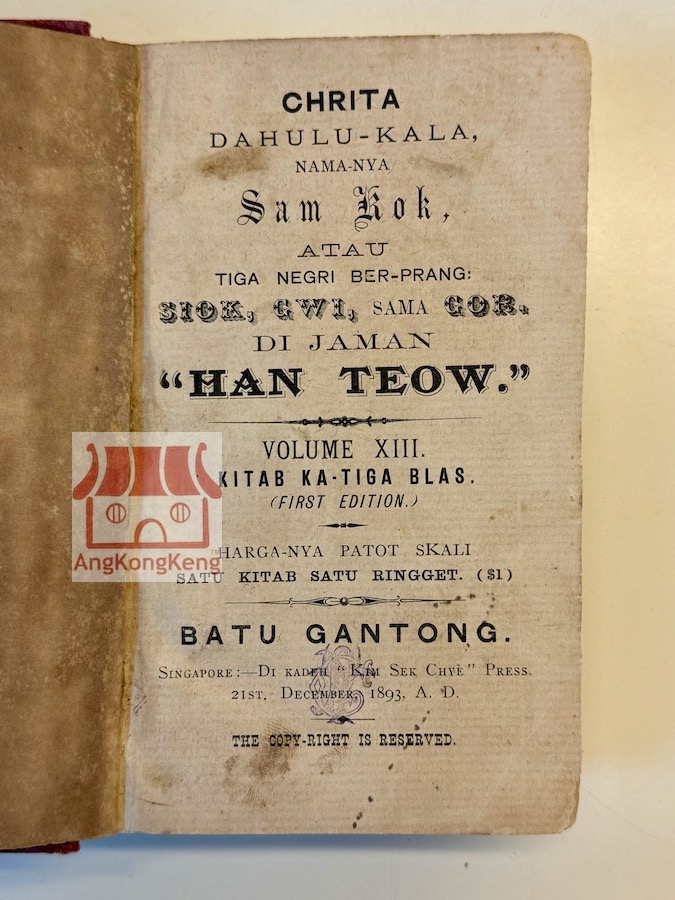 CHRITA
DAHULU-KALA,
NAMA-NYA
Sam Kok,
ATAU
TIGA NEGRI BER-PRANG:
SIOK, GWI, SAMA GOR.
DI JAMAN
“HAN TEOW.”
VOLUME XIII.
KITAB KA-TIGA BLAS.
(FIRST EDITION.)
HARGA-NYA PATOT SKALI
SATU KITAB SATU RINGGET. ($1)
AngKongKeng
BATU GANTONG.
SINGAPORE:—DI KADEH “KIM SEK CHYE” PRESS.
21ST. DECEMBER, 1893, A. D.
THE COPY-RIGHT IS RESERVED.